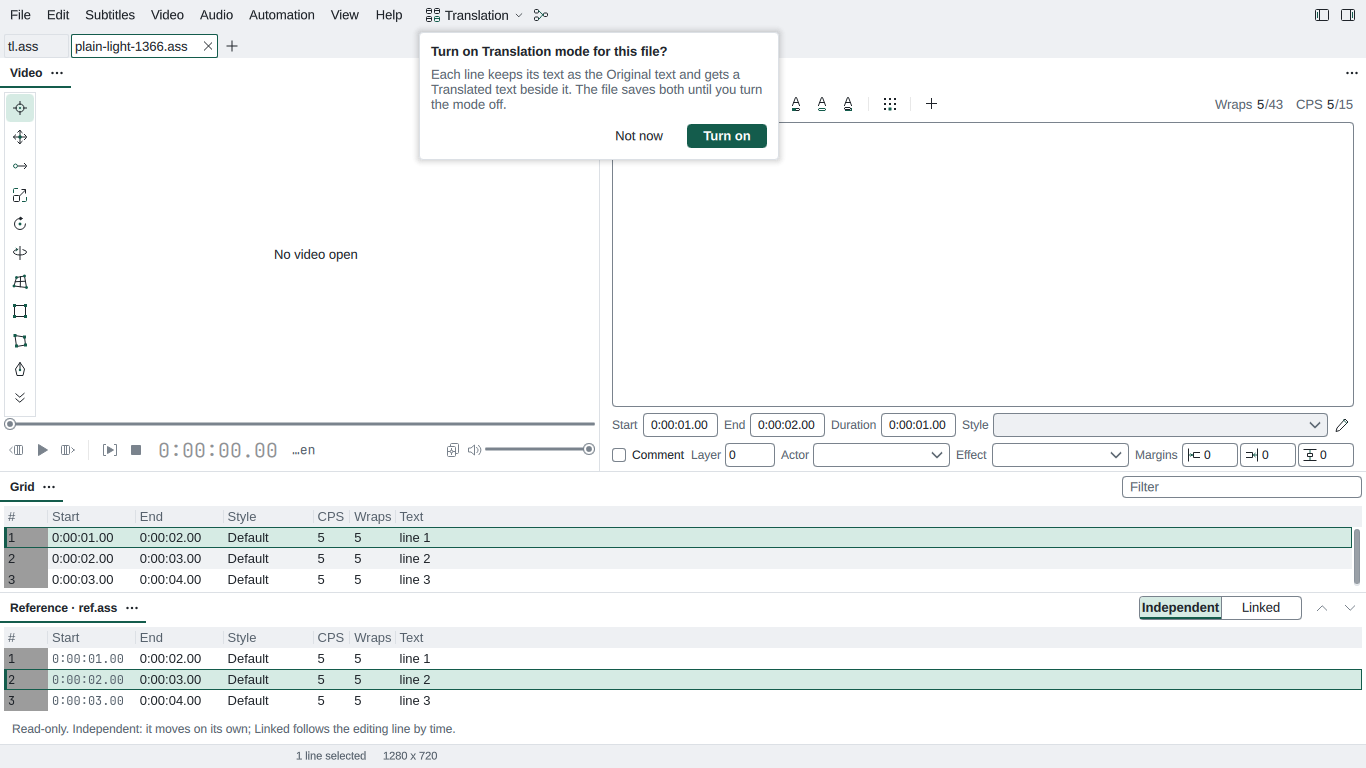 File Edit Subtitles Video Audio Automation View Help Translation
tl.ass plain-light-1366.ass
Turn on Translation mode for this file?
Each line keeps its text as the Original text and gets a
Translated text beside it. The file saves both until you turn
the mode off.
Not now Turn on
Video
A A A Wraps 5/43 CPS 5/15
No video open
Start 0:00:01.00 End 0:00:02.00 Duration 0:00:01.00 Style
0:00:00.00 …en
Comment Layer 0 Actor Effect Margins 0 0 0
Grid Filter
# Start End Style CPS Wraps Text
1 0:00:01.00 0:00:02.00 Default 5 5 line 1
2 0:00:02.00 0:00:03.00 Default 5 5 line 2
3 0:00:03.00 0:00:04.00 Default 5 5 line 3
Reference · ref.ass Independent Linked
# Start End Style CPS Wraps Text
1 0:00:01.00 0:00:02.00 Default 5 5 line 1
2 0:00:02.00 0:00:03.00 Default 5 5 line 2
3 0:00:03.00 0:00:04.00 Default 5 5 line 3
Read-only. Independent: it moves on its own; Linked follows the editing line by time.
1 line selected 1280 x 720